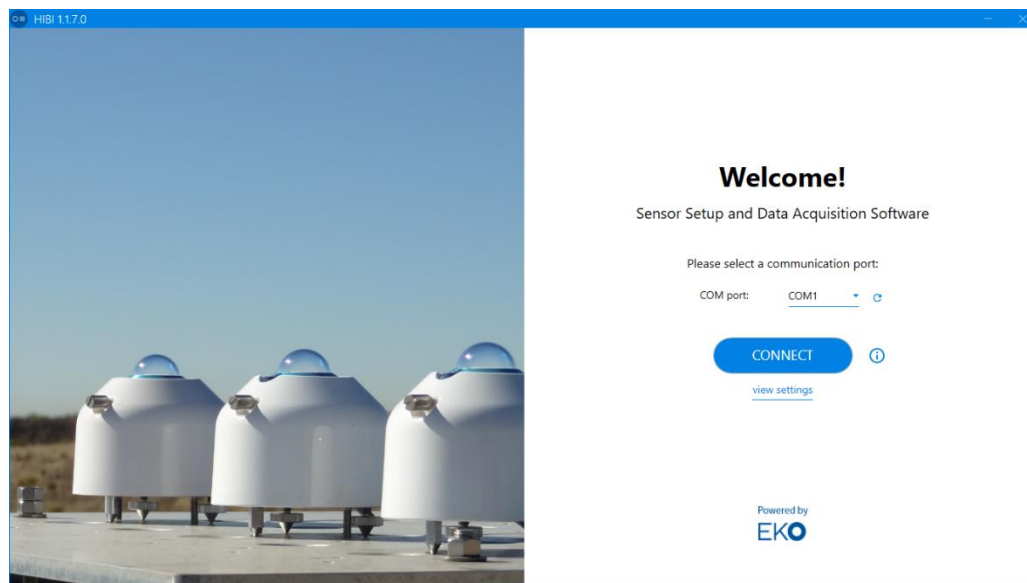 HIBI 1.1.7.0
Welcome!
Sensor Setup and Data Acquisition Software
Please select a communication port:
COM port: COM1
CONNECT
view settings
Powered by
EKO